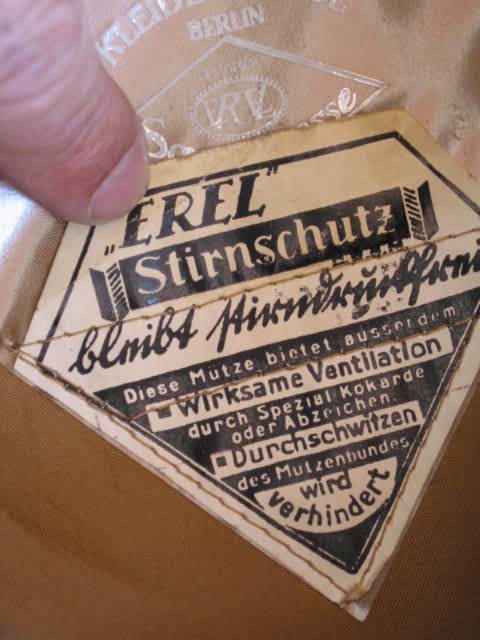 BERLIN
EREL
„EREL"
Stirnschutz
bleibt stirndruckfrei
Diese Mütze bietet ausserdem
Wirksame Ventilation
durch Spezial Kokarde
oder Abzeichen.
Durchschwitzen
des Mützenbundes
wird
verhindert